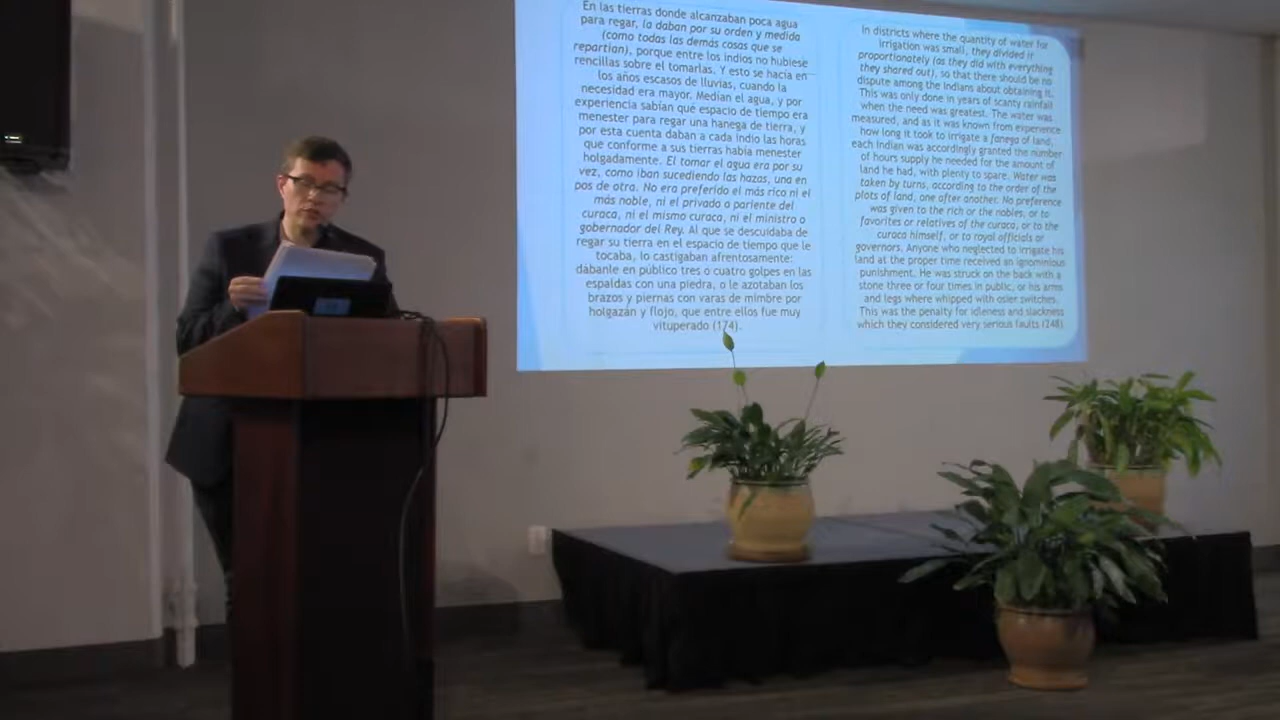 En las tierras donde alcanzaban poca agua
para regar, la daban por su orden y medida
(como todas las demás cosas que se
repartían), porque entre los indios no hubiese
rencillas sobre el tomarlas. Y esto se hacía en
los años escasos de lluvias, cuando la
necesidad era mayor. Medían el agua, y por
experiencia sabían qué espacio de tiempo era
menester para regar una hanega de tierra, y
por esta cuenta daban a cada indio las horas
que conforme a sus tierras había menester
holgadamente. El tomar el agua era por su
vez, como iban sucediendo las hazas, una en
pos de otra. No era preferido el más rico ni el
más noble, ni el privado o pariente del
curaca, ni el mismo curaca, ni el ministro o
gobernador del Rey. Al que se descuidaba de
regar su tierra en el espacio de tiempo que le
tocaba, lo castigaban afrentosamente:
dábanle en público tres o cuatro golpes en las
espaldas con una piedra, o le azotaban los
brazos y piernas con varas de mimbre por
holgazán y flojo, que entre ellos fue muy
vituperado (174).
In districts where the quantity of water for
irrigation was small, they divided it
proportionately (as they did with everything
they shared out), so that there should be no
dispute among the Indians about obtaining it.
This was only done in years of scanty rainfall
when the need was greatest. The water was
measured, and as it was known from experience
how long it took to irrigate a fanega of land,
each Indian was accordingly granted the number
of hours supply he needed for the amount of
land he had, with plenty to spare. Water was
taken by turns, according to the order of the
plots of land, one after another. No preference
was given to the rich or the nobles, or to
favorites or relatives of the curaca, or to the
curaca himself, or to royal officials or
governors. Anyone who neglected to irrigate his
land at the proper time received an ignominious
punishment. He was struck on the back with a
stone three or four times in public, or his arms
and legs where whipped with osier switches.
This was the penalty for idleness and slackness
which they considered very serious faults (248)